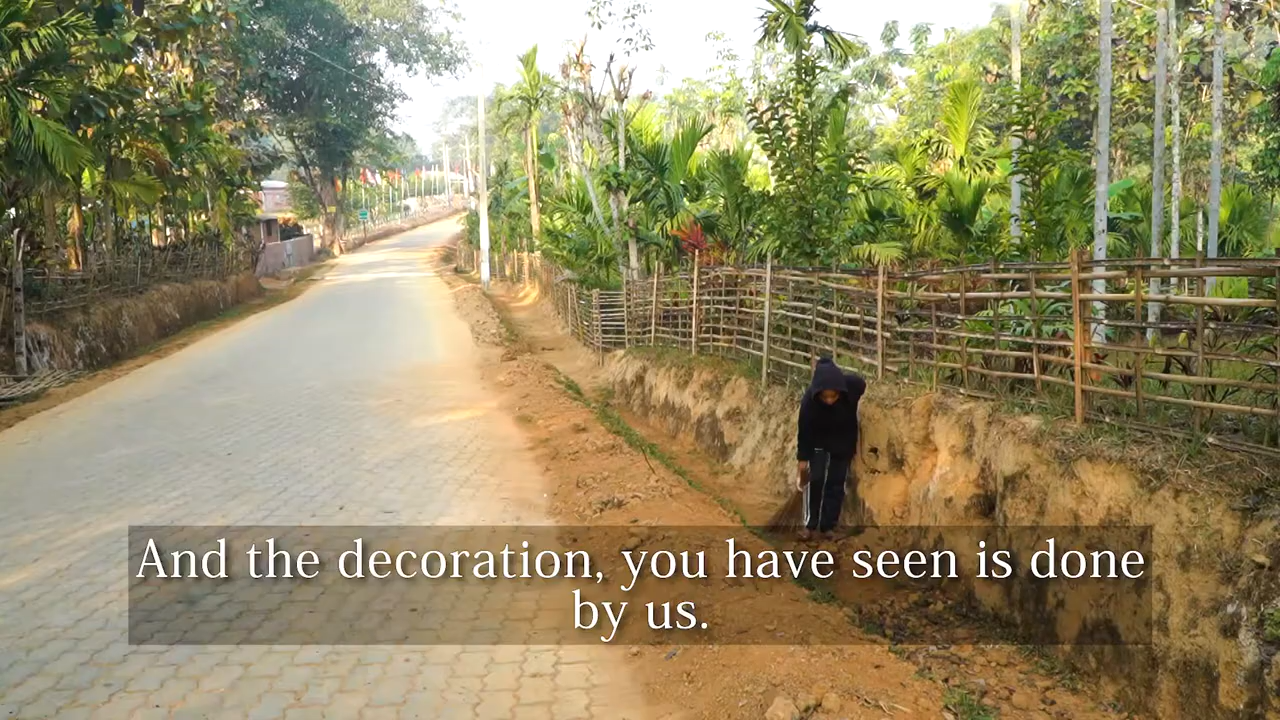 And the decoration, you have seen is done
by us.